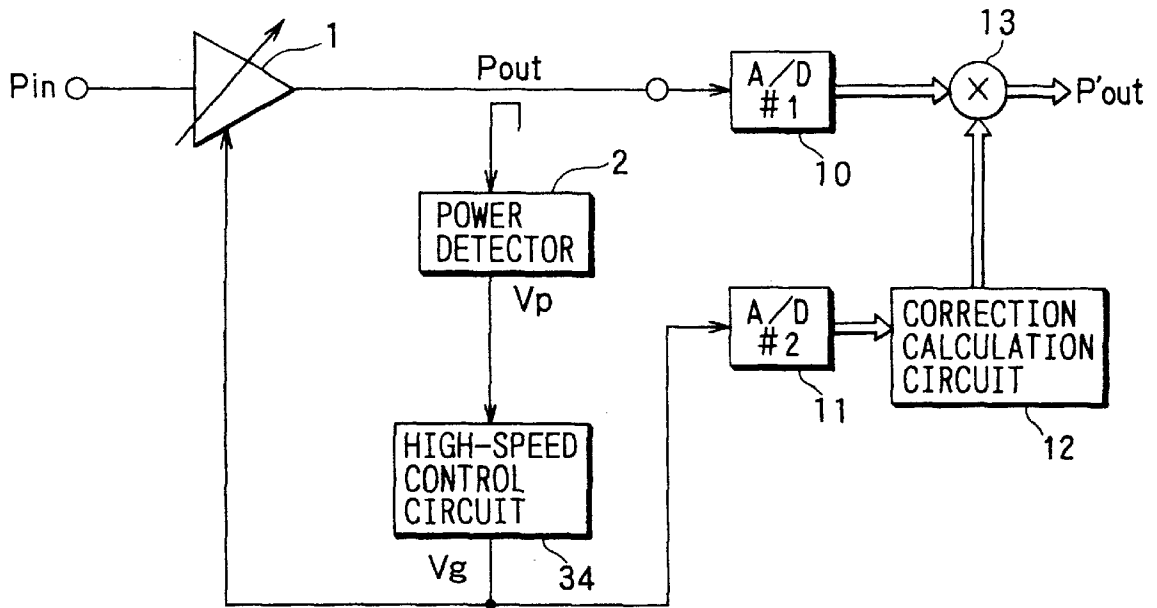 1
13
Pin
Pout
A/D
#1
×
P'out
10
2
POWER
DETECTOR
Vp
A/D
#2
CORRECTION
CALCULATION
CIRCUIT
11
12
HIGH-SPEED
CONTROL
CIRCUIT
Vg
34